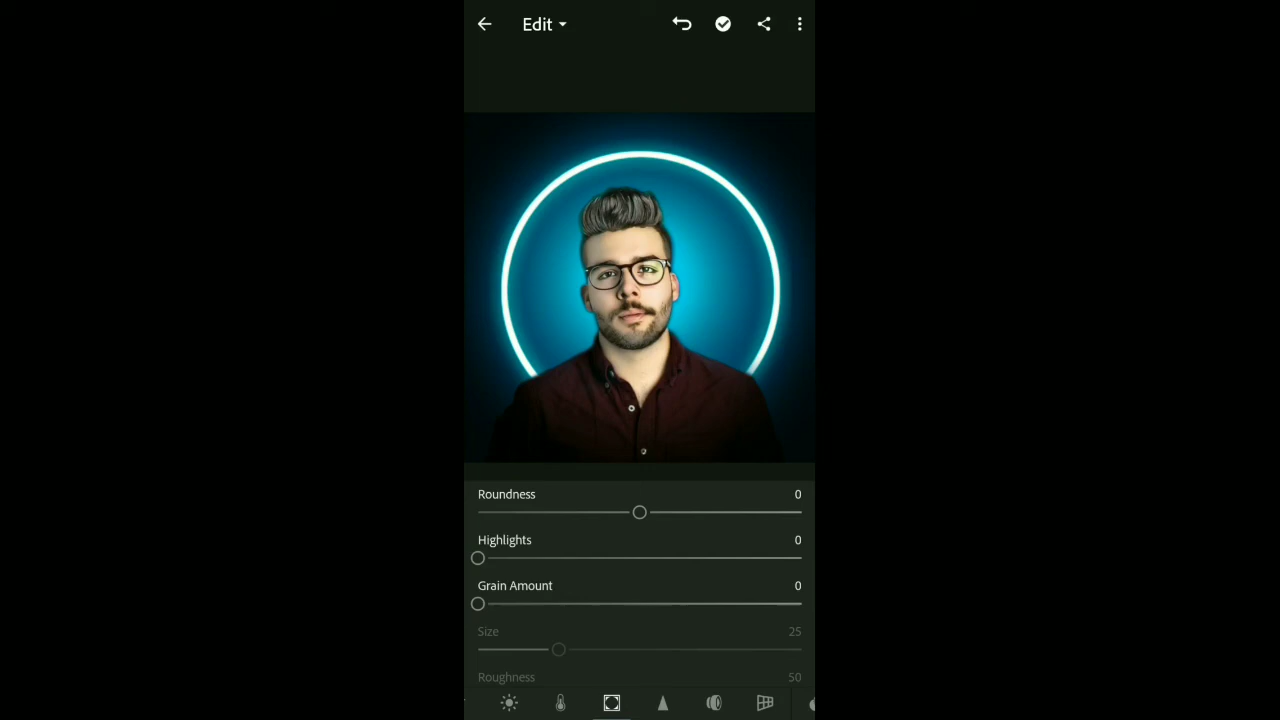 Edit
Roundness 0
Highlights 0
Grain Amount 0
Size 25
Roughness 50